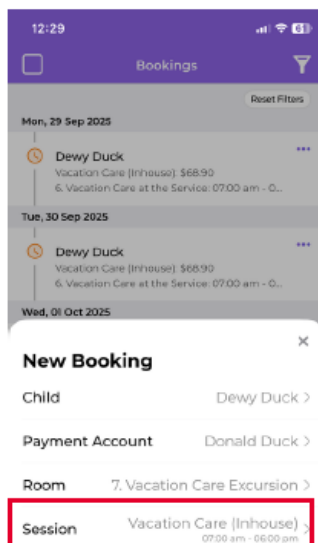 12:29
Bookings
Reset Filters
Mon, 29 Sep 2025
Dewy Duck
Vacation Care (Inhouse): $68.90
6. Vacation Care at the Service: 07:00 am - 0...
Tue, 30 Sep 2025
Dewy Duck
Vacation Care (Inhouse): $68.90
6. Vacation Care at the Service: 07:00 am - 0...
Wed, 01 Oct 2025
New Booking
Child Dewy Duck
Payment Account Donald Duck
Room 7. Vacation Care Excursion
Session Vacation Care (Inhouse)
07:00 am - 06:00 pm